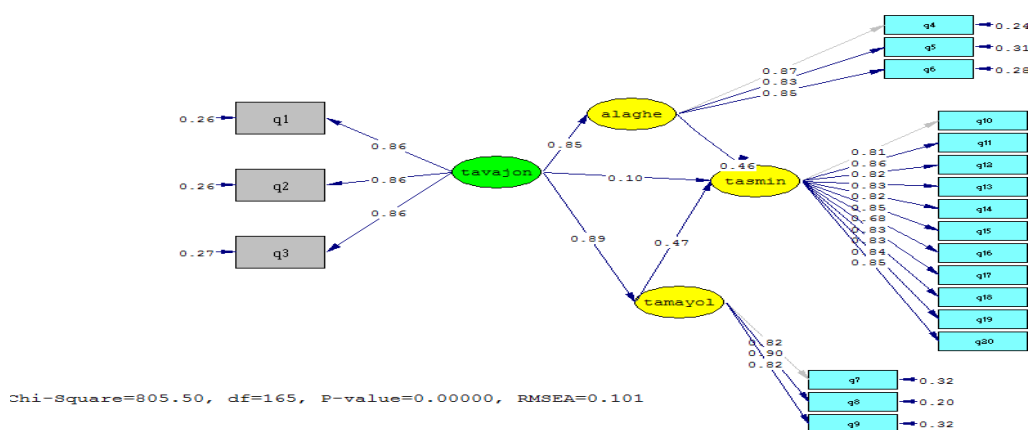 q4 0.24
q5 0.31
q6 0.28
0.87
0.83
0.85
0.26 q1
0.86
alaghe
0.85
q10
q11
q12
q13
q14
q15
q16
q17
q18
q19
q20
0.81
0.86
0.82
0.83
0.82
0.85
0.68
0.83
0.83
0.84
0.85
0.46
tavajon
0.10
tasmin
0.26 q2
0.86
0.86
0.27 q3
0.89
0.47
tamayol
0.82
0.90
0.82
q7 0.32
q8 0.20
q9 0.32
Chi-Square=805.50, df=165, P-value=0.00000, RMSEA=0.101